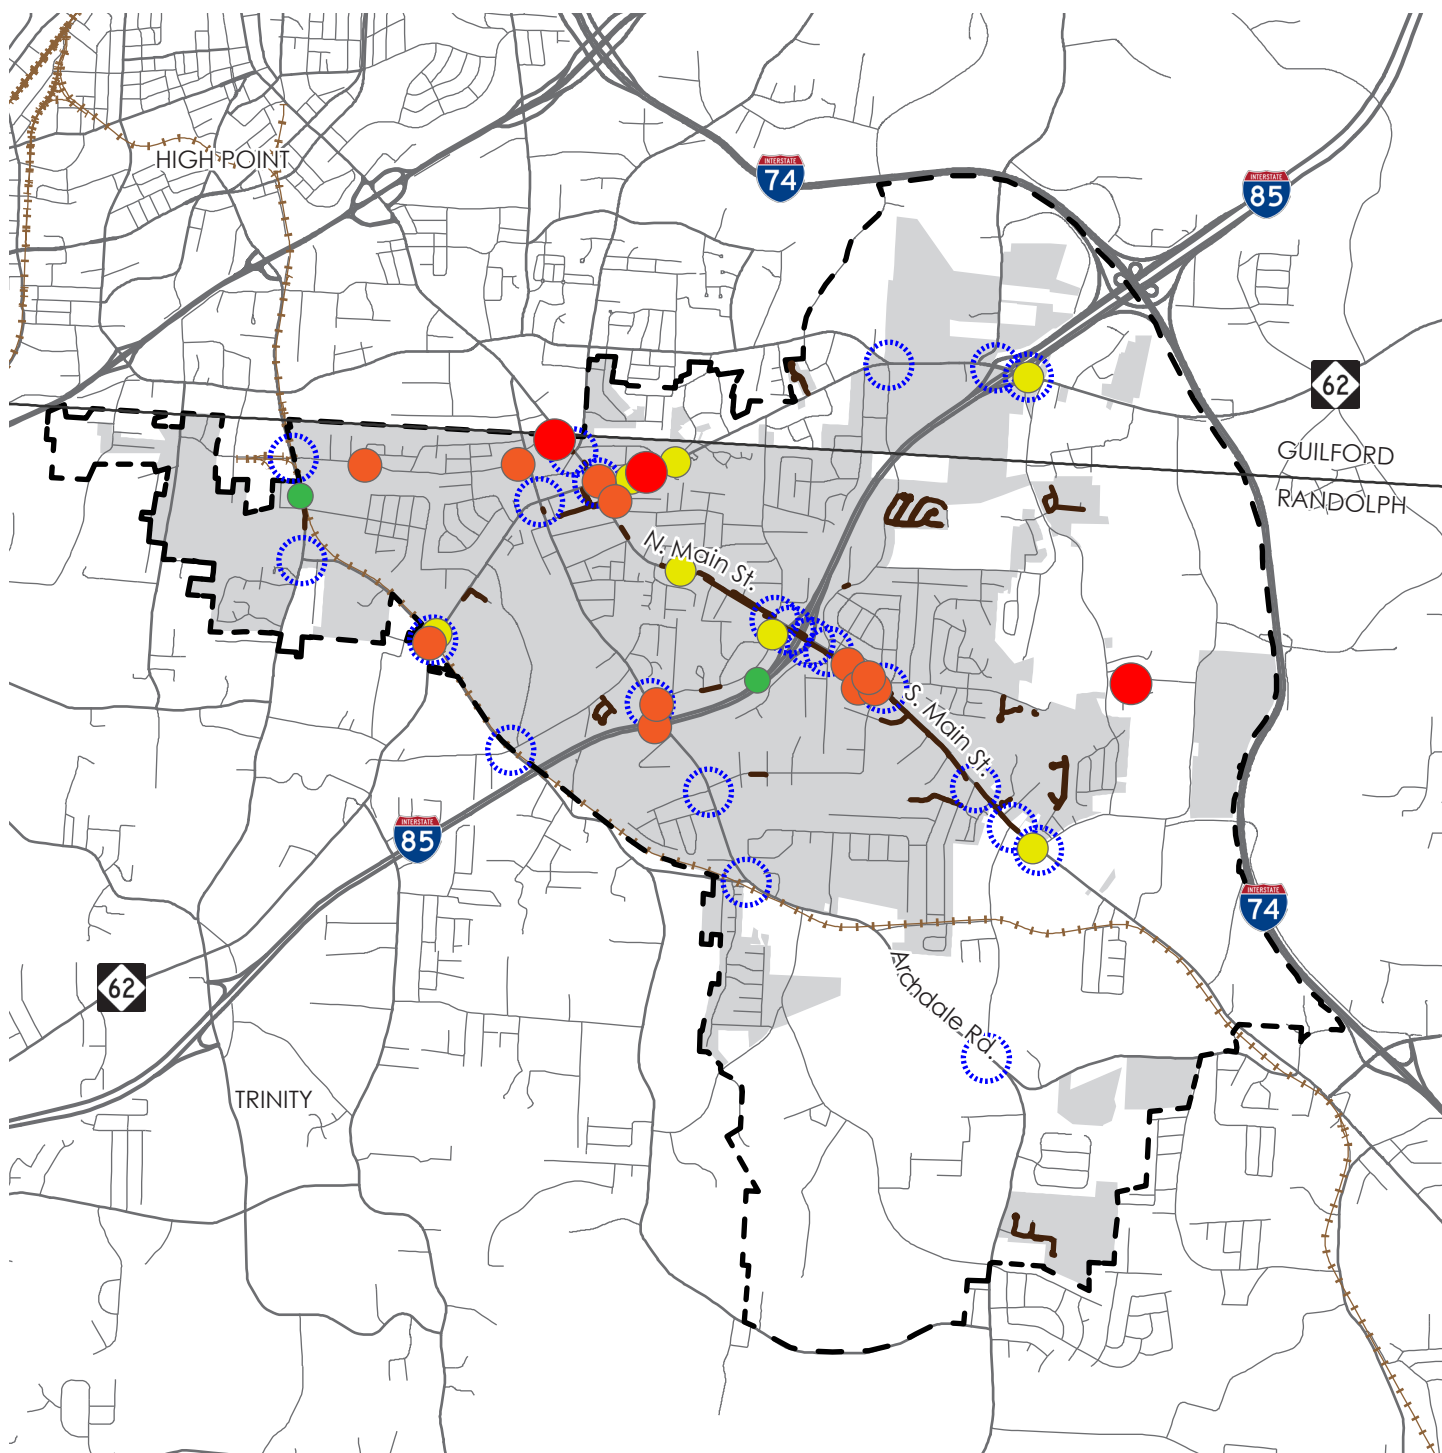 HIGH POINT
INTERSTATE
74
INTERSTATE
85
62
GUILFORD
RANDOLPH
N. Main St.
S. Main St.
INTERSTATE
85
INTERSTATE
74
62
Archdale Rd.
TRINITY